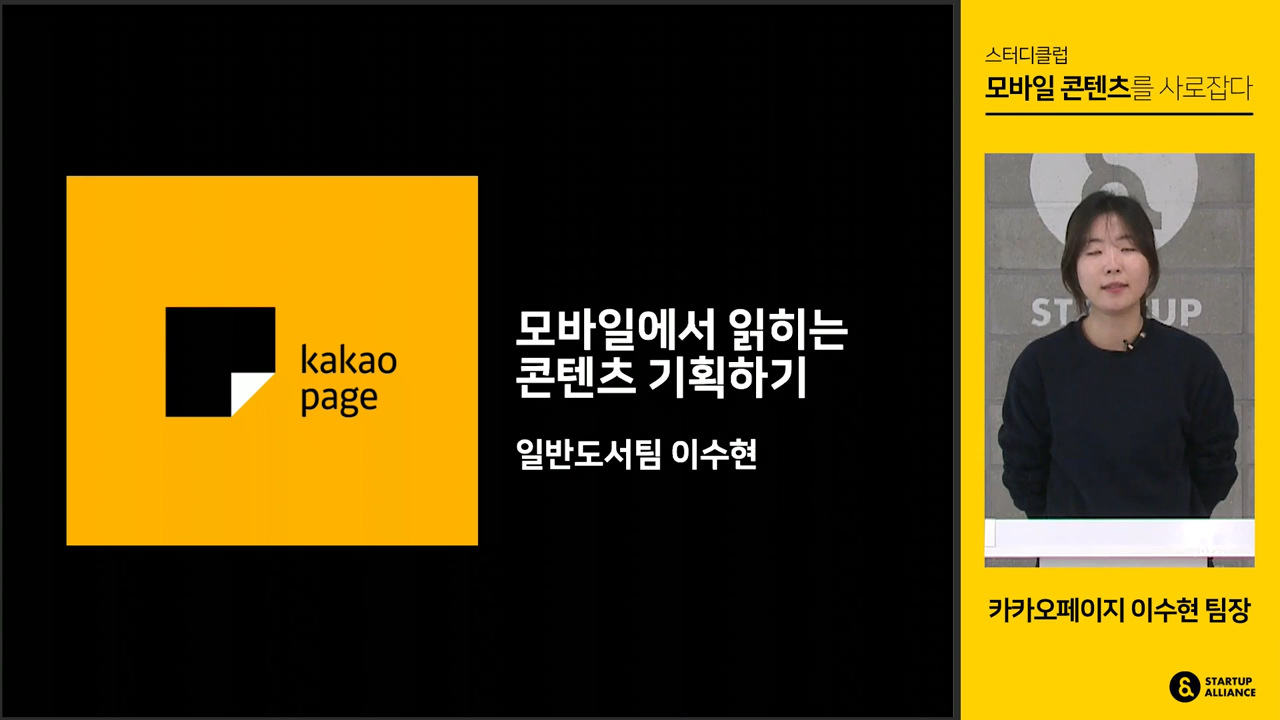 kakao
page
모바일에서 읽히는
콘텐츠 기획하기
일반도서팀 이수현
스터디클럽
모바일 콘텐츠를 사로잡다
STARTUP
카카오페이지 이수현 팀장
STARTUP
ALLIANCE